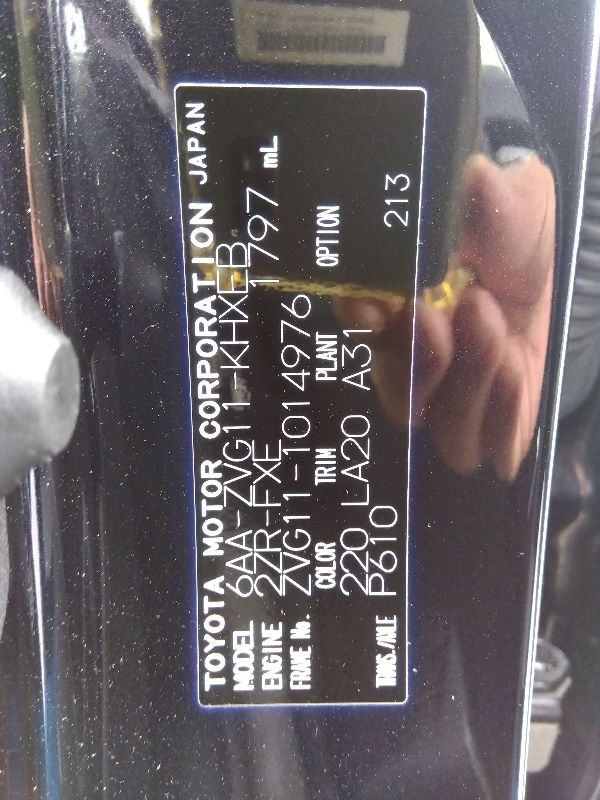 TOYOTA MOTOR CORPORATION JAPAN
MODEL 6AA-ZVG11-KHXEB
ENGINE 2ZR-FXE 1797 mL
FRAME No. ZVG11-1014976
COLOR TRIM PLANT OPTION
220 LA20 A31
TRANS./AXLE P610 213